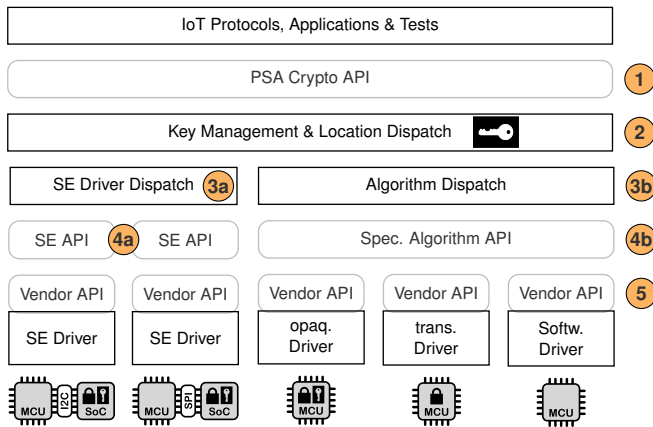 IoT Protocols, Applications & Tests
PSA Crypto API
1
Key Management & Location Dispatch
2
SE Driver Dispatch
3a
Algorithm Dispatch
3b
SE API
4a
SE API
Spec. Algorithm API
4b
Vendor API
Vendor API
Vendor API
Vendor API
Vendor API
5
SE Driver
SE Driver
opaq.
Driver
trans.
Driver
Softw.
Driver
MCU
I2C
SoC
MCU
SPI
SoC
MCU
MCU
MCU